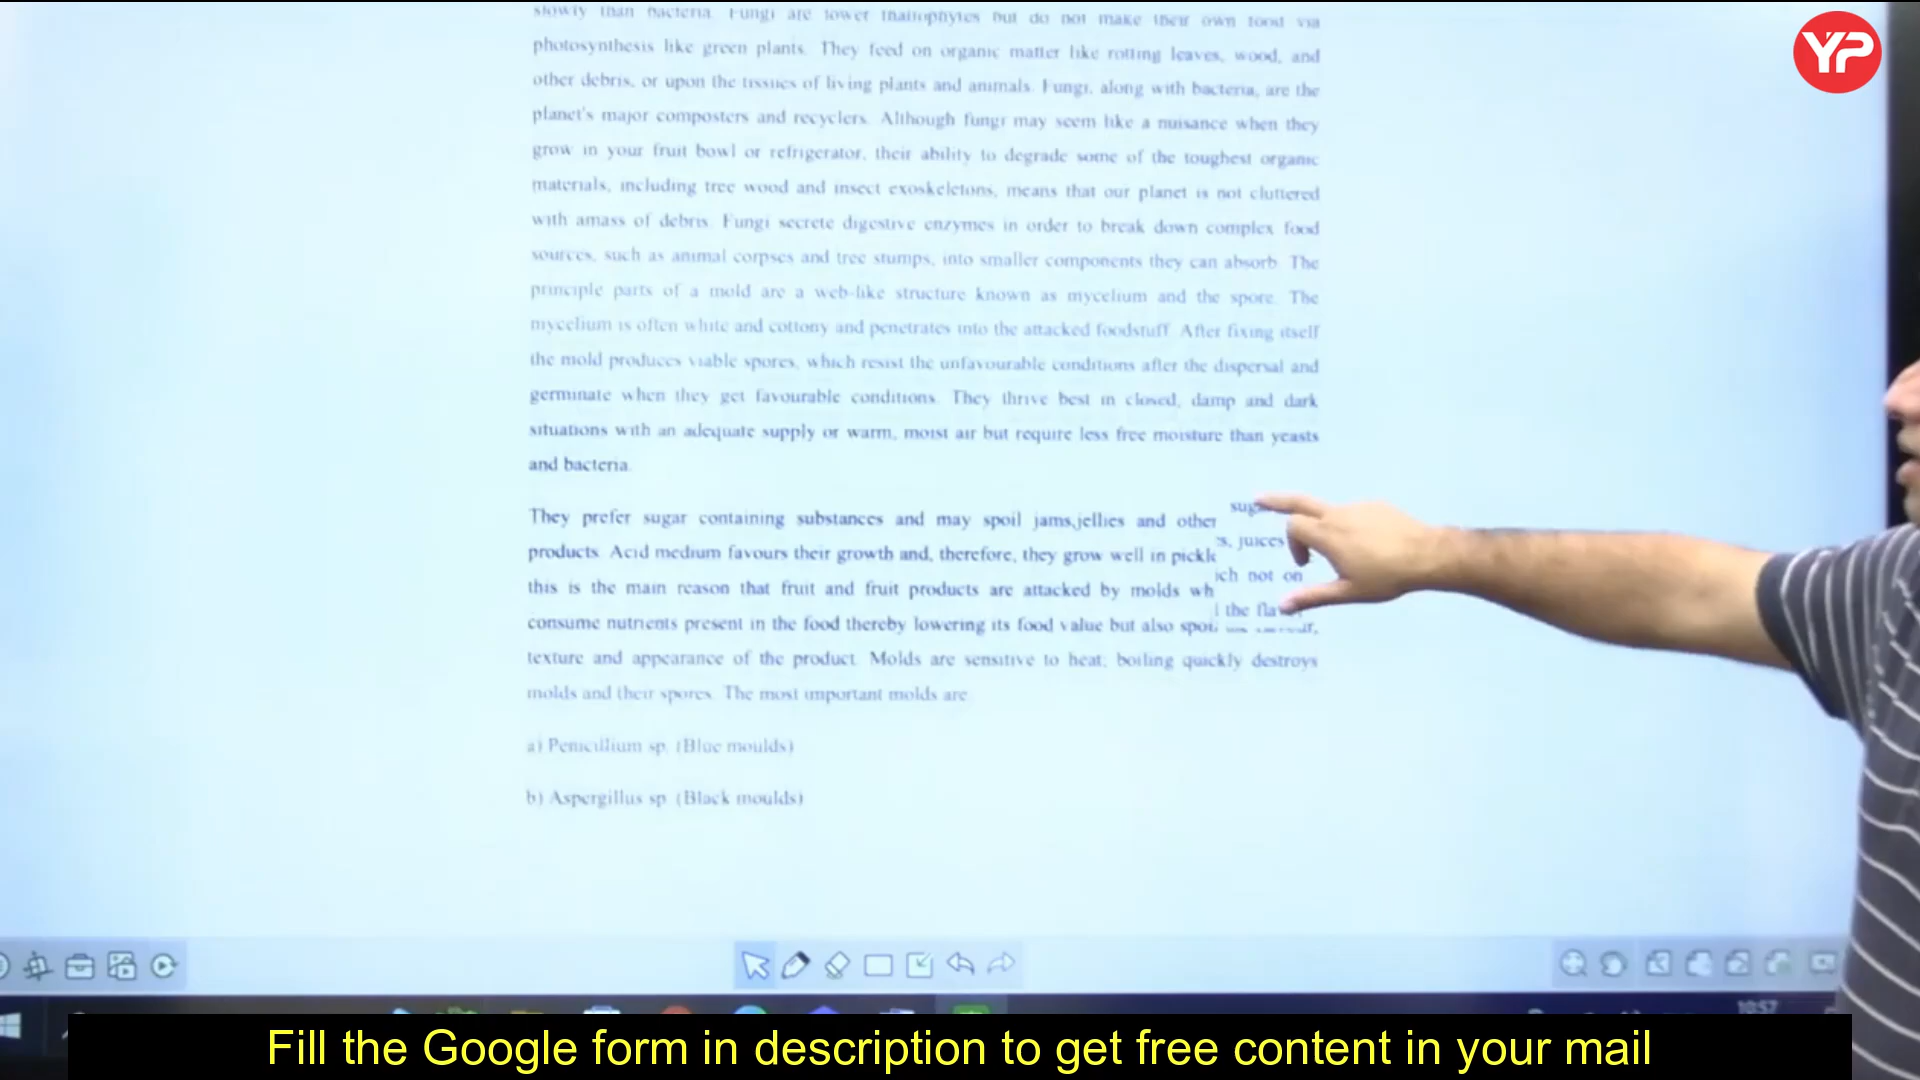 slowly than bacteria. Fungi are lower thallophytes but do not make their own food via
photosynthesis like green plants. They feed on organic matter like rotting leaves, wood, and
other debris, or upon the tissues of living plants and animals. Fungi, along with bacteria, are the
planet's major composters and recyclers. Although fungi may seem like a nuisance when they
grow in your fruit bowl or refrigerator, their ability to degrade some of the toughest organic
materials, including tree wood and insect exoskeletons, means that our planet is not cluttered
with amass of debris. Fungi secrete digestive enzymes in order to break down complex food
sources, such as animal corpses and tree stumps, into smaller components they can absorb. The
principle parts of a mold are a web-like structure known as mycelium and the spore. The
mycelium is often white and cottony and penetrates into the attacked foodstuff. After fixing itself
the mold produces viable spores, which resist the unfavourable conditions after the dispersal and
germinate when they get favourable conditions. They thrive best in closed, damp and dark
situations with an adequate supply or warm, moist air but require less free moisture than yeasts
and bacteria.
They prefer sugar containing substances and may spoil jams,jellies and other
products. Acid medium favours their growth and, therefore, they grow well in juices
this is the main reason that fruit and fruit products are attacked by molds not
consume nutrients present in the food thereby lowering its food value but also the
texture and appearance of the product. Molds are sensitive to heat; boiling quickly destroys
molds and their spores. The most important molds are
a) Penicillium sp. (Blue moulds)
b) Aspergillus sp. (Black moulds)
YP
10:57
Fill the Google form in description to get free content in your mail